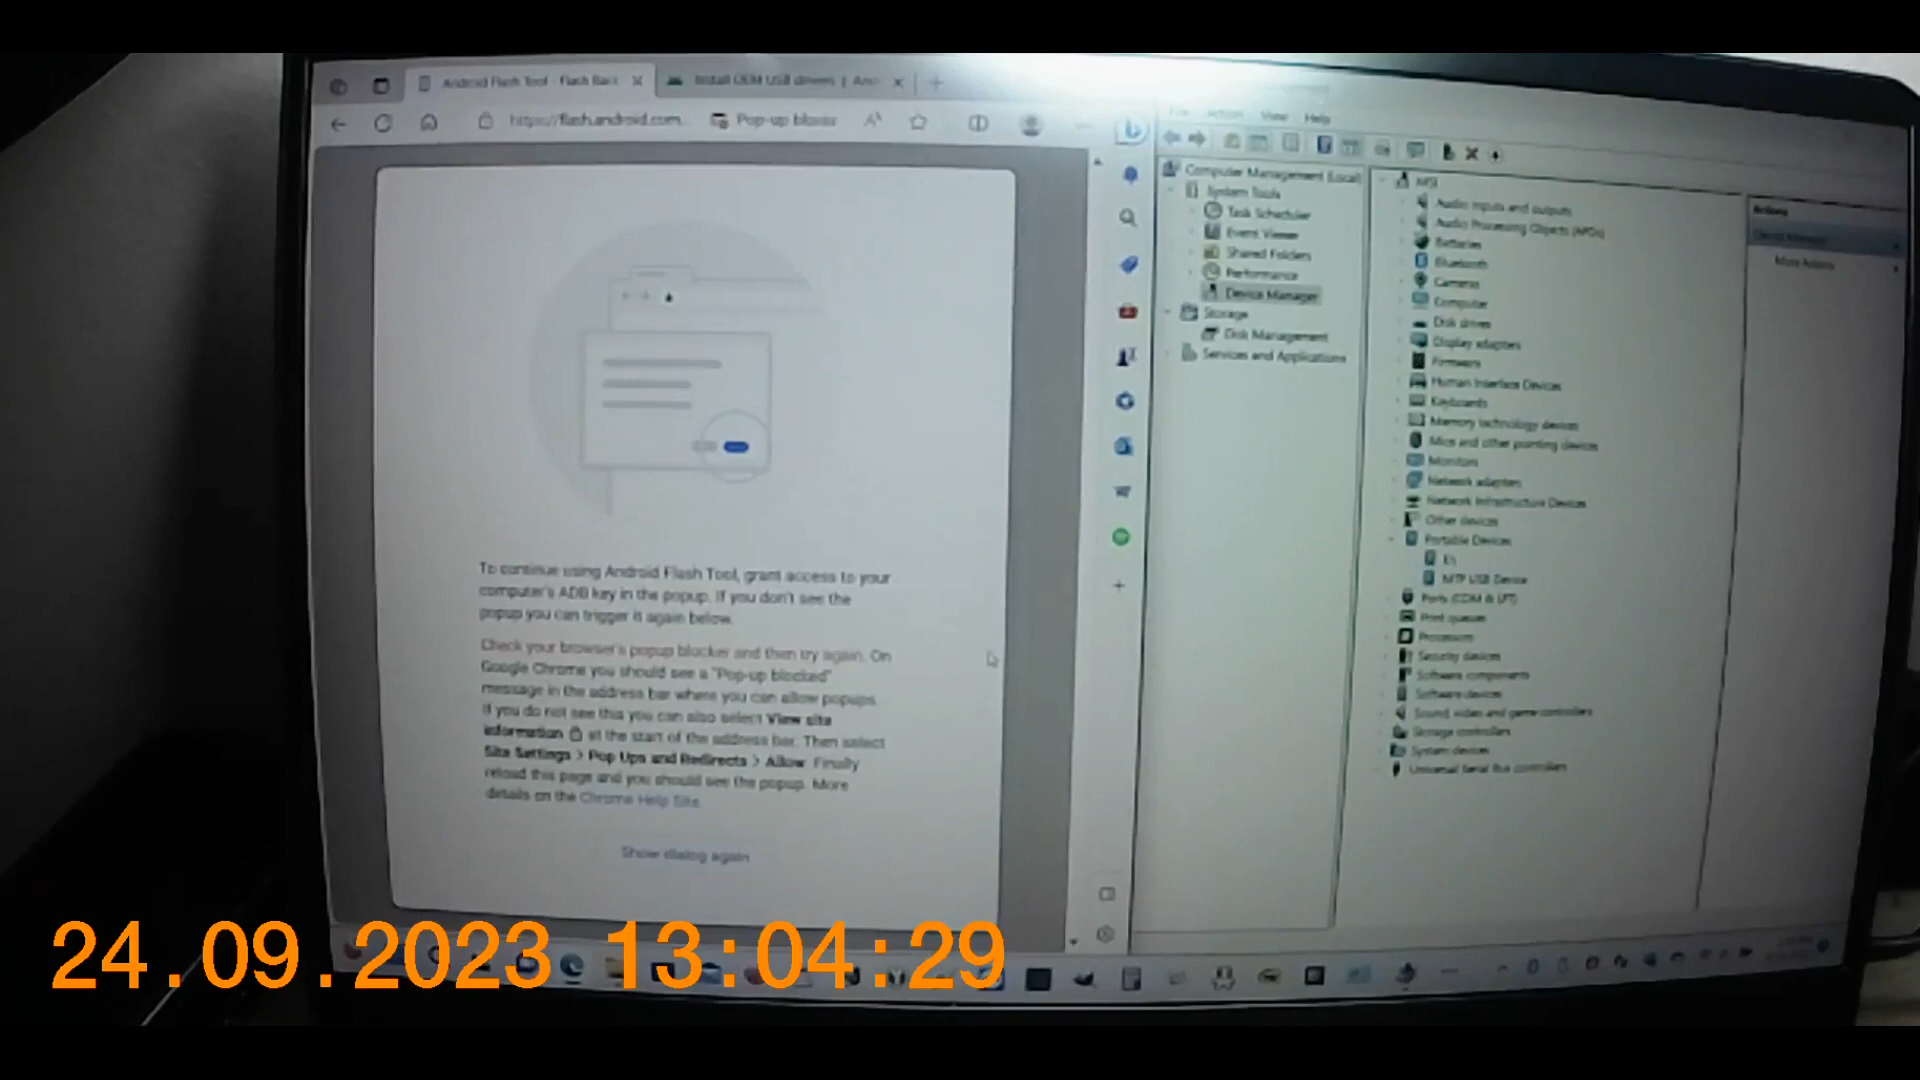 Android Flash Tool - Flash Back
Install OEM USB drivers | And
https://flash.android.com...
Pop-up block
To continue using Android Flash Tool, grant access to your
computer's ADB key in the popup. If you don't see the
popup you can trigger is again below.
Check your browser's popup blocker and then try again. On
Google Chrome you should see a "Pop-up blocked"
message in the address bar where you can allow popups.
If you do not see this you can also select View site
information at the start of the address bar. Then select
Site Settings > Pop Ups and Redirects > Allow. Finally
reload this page and you should see the popup. More
details on the Chrome Help Site.
Show dialog again
File Action View Help
Computer Management (Local)
System Tools
Task Scheduler
Event Viewer
Shared Folders
Performance
Device Manager
Storage
Disk Management
Services and Applications
MSI
Audio inputs and outputs
Audio Processing Objects (APOs)
Batteries
Bluetooth
Cameras
Computer
Disk drives
Display adapters
Firmware
Human Interface Devices
Keyboards
Memory technology devices
Mice and other pointing devices
Monitors
Network adapters
Network Infrastructure Devices
Other devices
Portable Devices
E:\
MTP USB Device
Ports (COM & LPT)
Print queues
Processors
Security devices
Software components
Software devices
Sound, video and game controllers
Storage controllers
System devices
Universal Serial Bus controllers
Actions
Device Manager
More Actions
24.09.2023 13:04:29